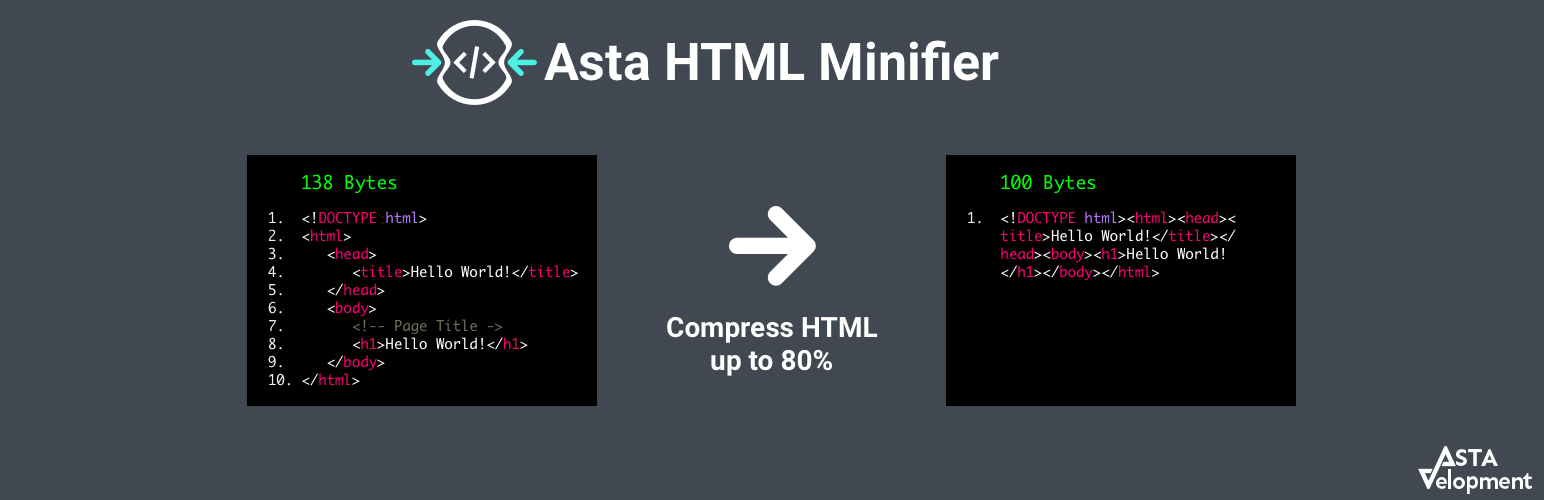 </> Asta HTML Minifier
138 Bytes
1. <!DOCTYPE html>
2. <html>
3. <head>
4. <title>Hello World!</title>
5. </head>
6. <body>
7. <!-- Page Title ->
8. <h1>Hello World!</h1>
9. </body>
10. </html>
Compress HTML
up to 80%
100 Bytes
1. <!DOCTYPE html><html><head><
title>Hello World!</title></
head><body><h1>Hello World!
</h1></body></html>
ASTA
Velopment